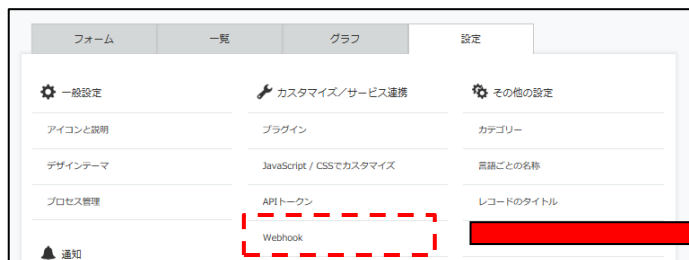 フォーム 一覧 グラフ 設定
一般設定 カスタマイズ／サービス連携 その他の設定
アイコンと説明 プラグイン カテゴリー
デザインテーマ JavaScript / CSSでカスタマイズ 言語ごとの名称
プロセス管理 APIトークン レコードのタイトル
Webhook
通知